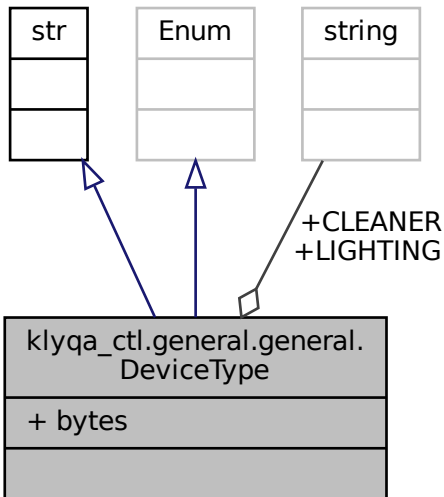 str
Enum
string
+CLEANER
+LIGHTING
klyqa_ctl.general.general.
DeviceType
+ bytes